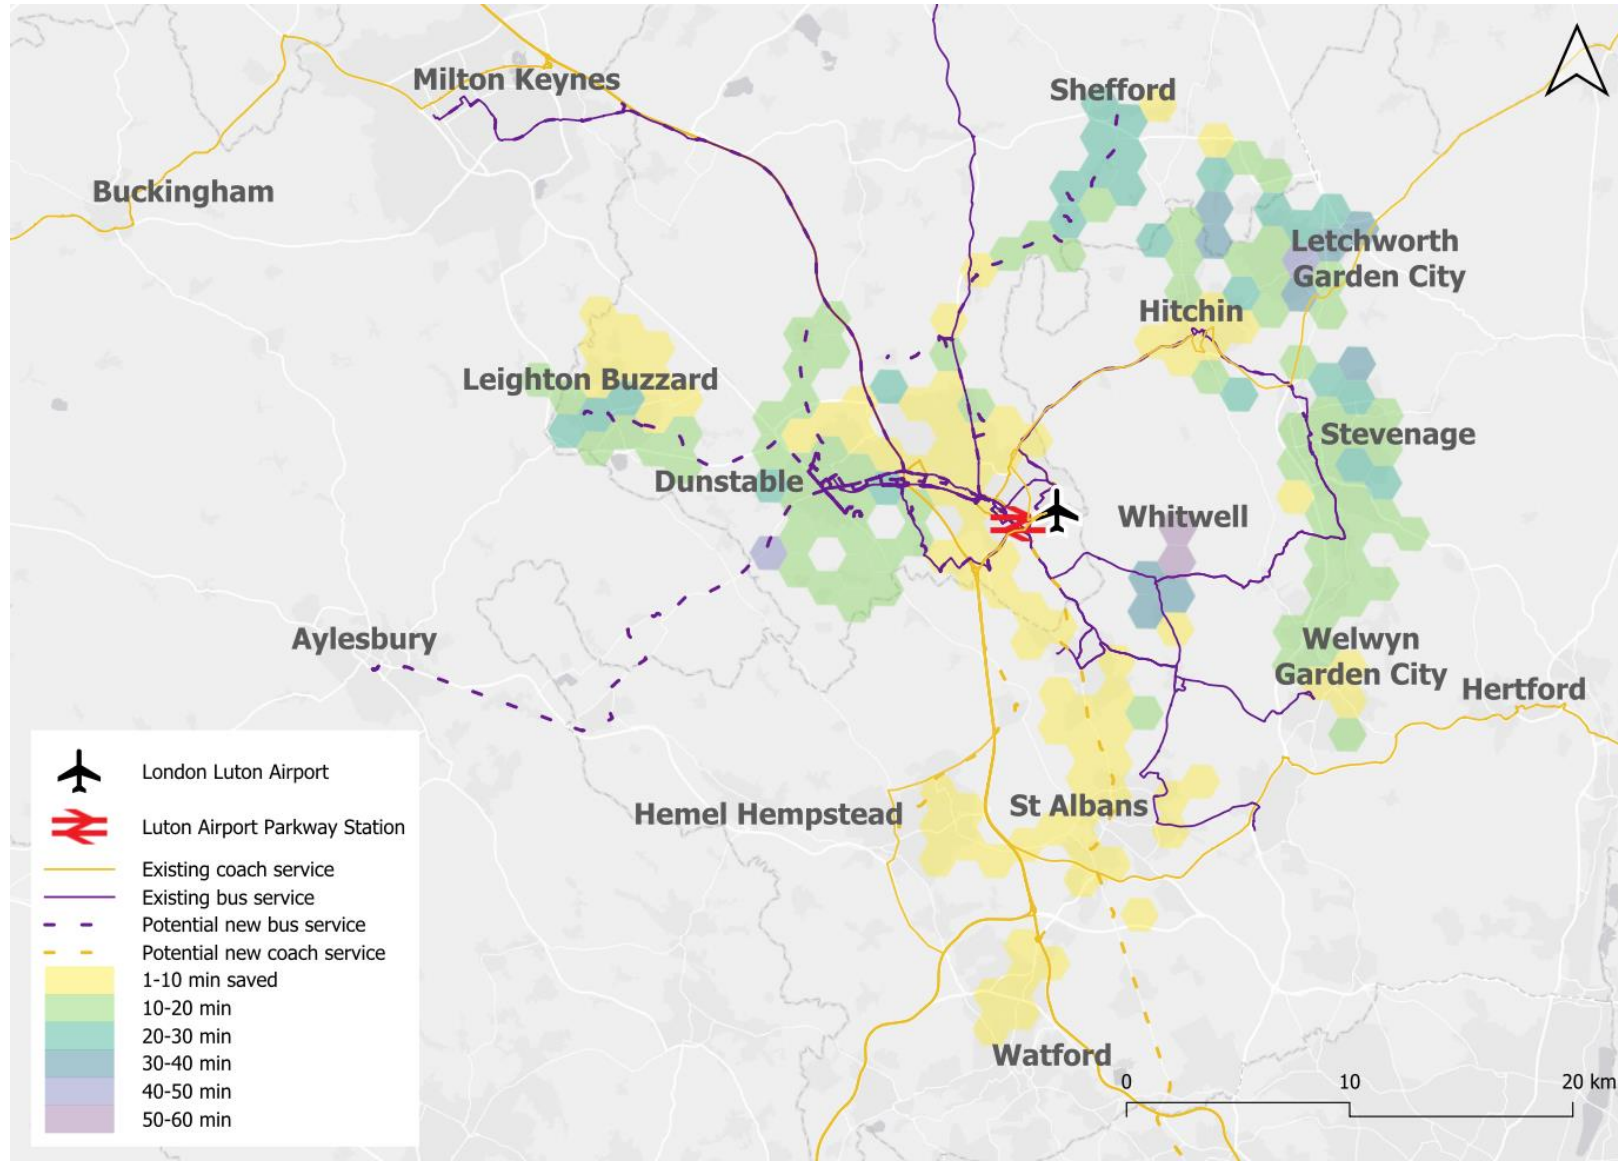 Milton Keynes
Shefford
Buckingham
Letchworth
Garden City
Hitchin
Leighton Buzzard
Stevenage
Dunstable
Whitwell
Aylesbury
Welwyn
Garden City
Hertford
Hemel Hempstead
St Albans
Watford
London Luton Airport
Luton Airport Parkway Station
Existing coach service
Existing bus service
Potential new bus service
Potential new coach service
1-10 min saved
10-20 min
20-30 min
30-40 min
40-50 min
50-60 min
0 10 20 km